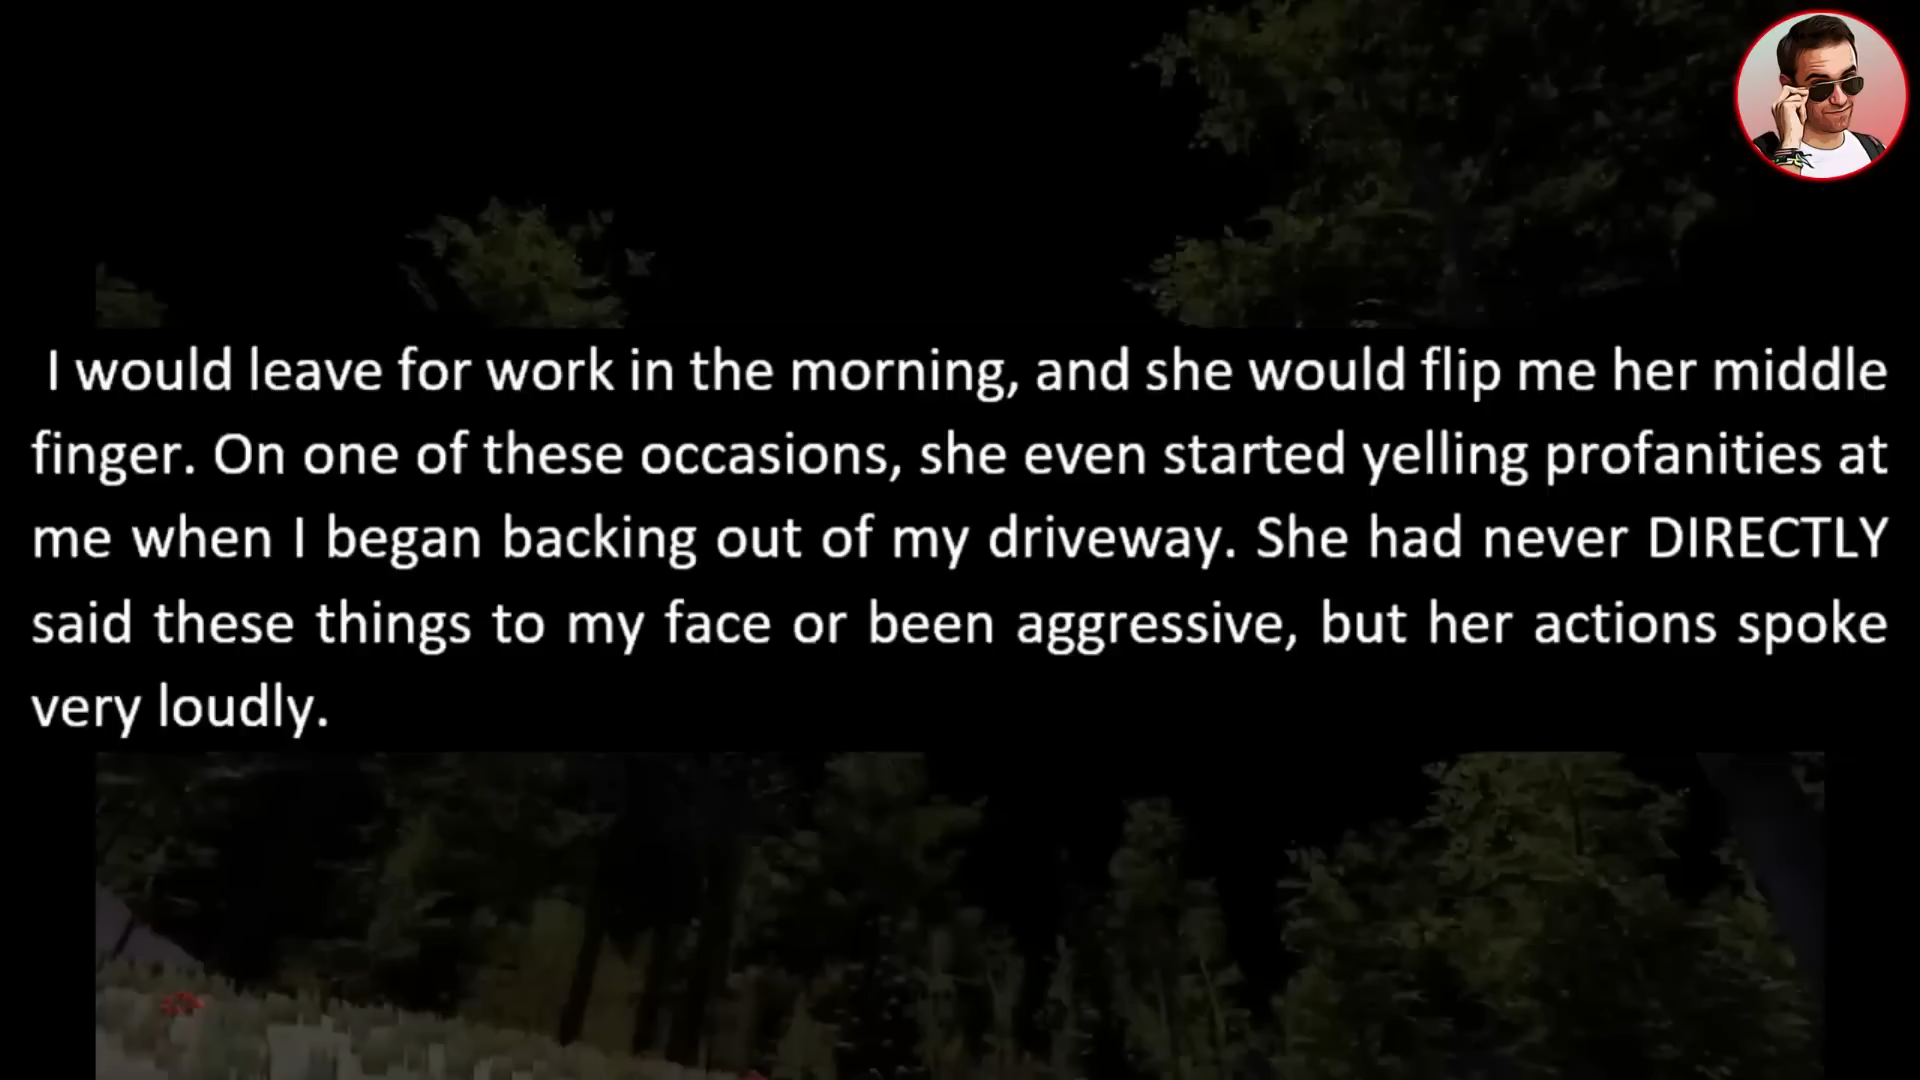 I would leave for work in the morning, and she would flip me her middle
finger. On one of these occasions, she even started yelling profanities at
me when I began backing out of my driveway. She had never DIRECTLY
said these things to my face or been aggressive, but her actions spoke
very loudly.